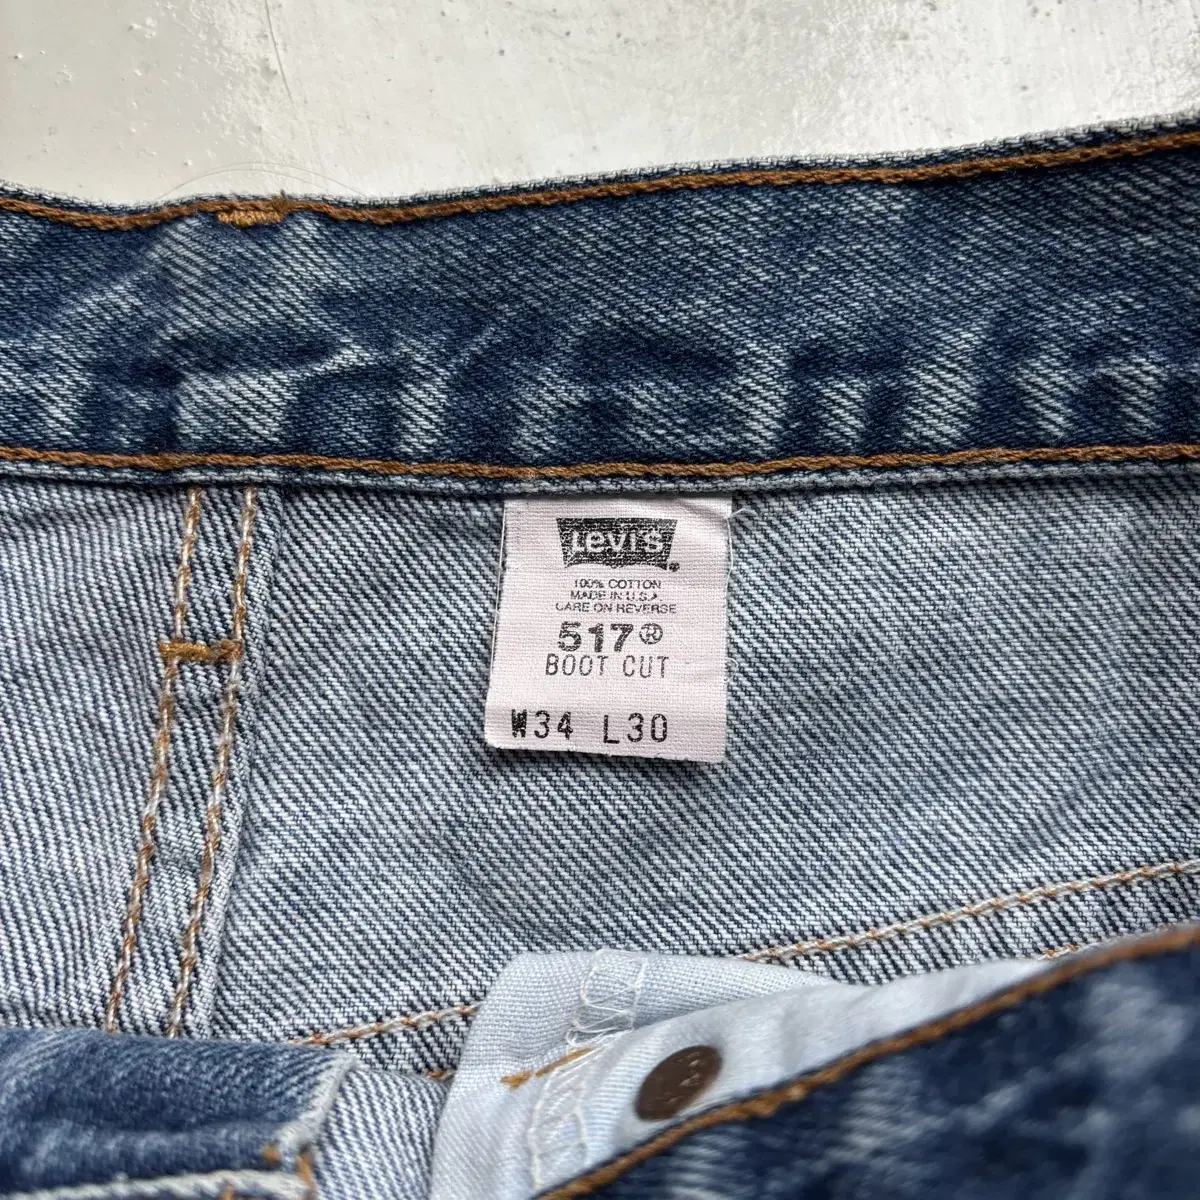 Levi's
100% COTTON
MADE IN U.S.A.
CARE ON REVERSE
517®
BOOT CUT
W34 L30